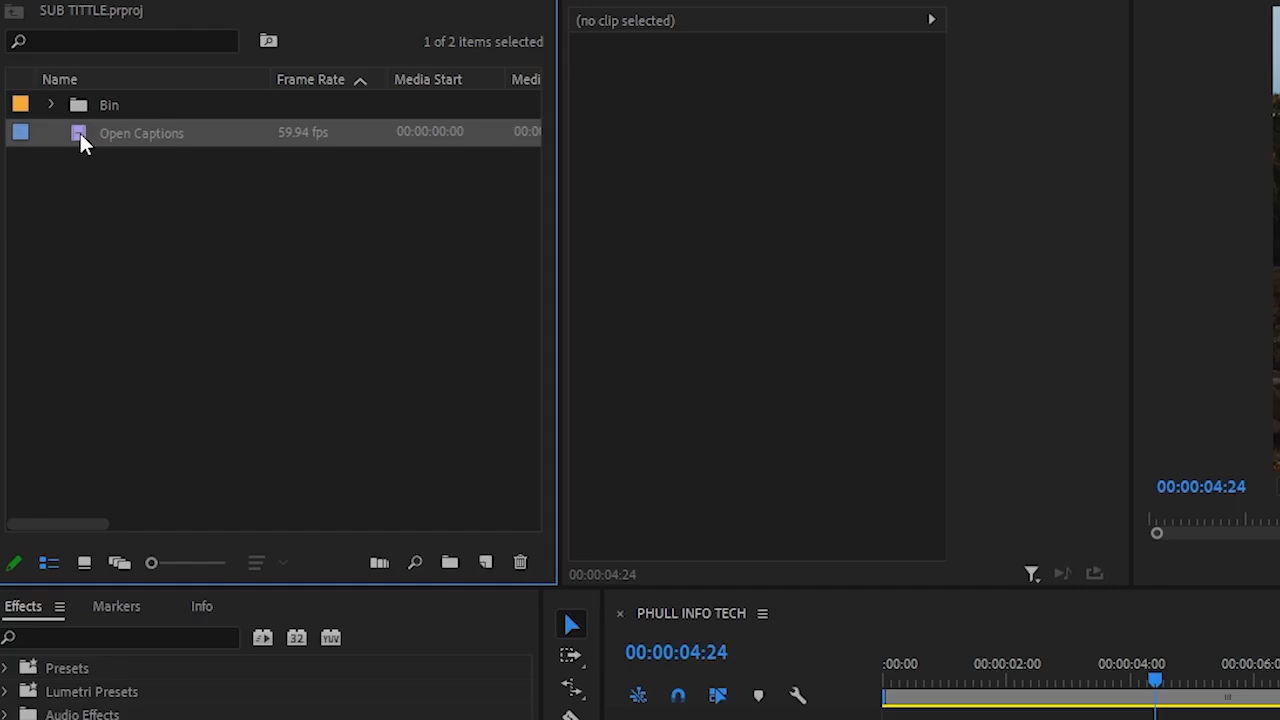 SUB TITTLE.prproj
(no clip selected)
1 of 2 items selected
Name Frame Rate Media Start Medi
Bin
Open Captions 59.94 fps 00:00:00:00 00:0
00:00:04:24
00:00:04:24
Effects Markers Info
PHULL INFO TECH
32 YUV
00:00:04:24
:00:00 00:00:02:00 00:00:04:00 00:00:06:0
Presets
Lumetri Presets
Audio Effects